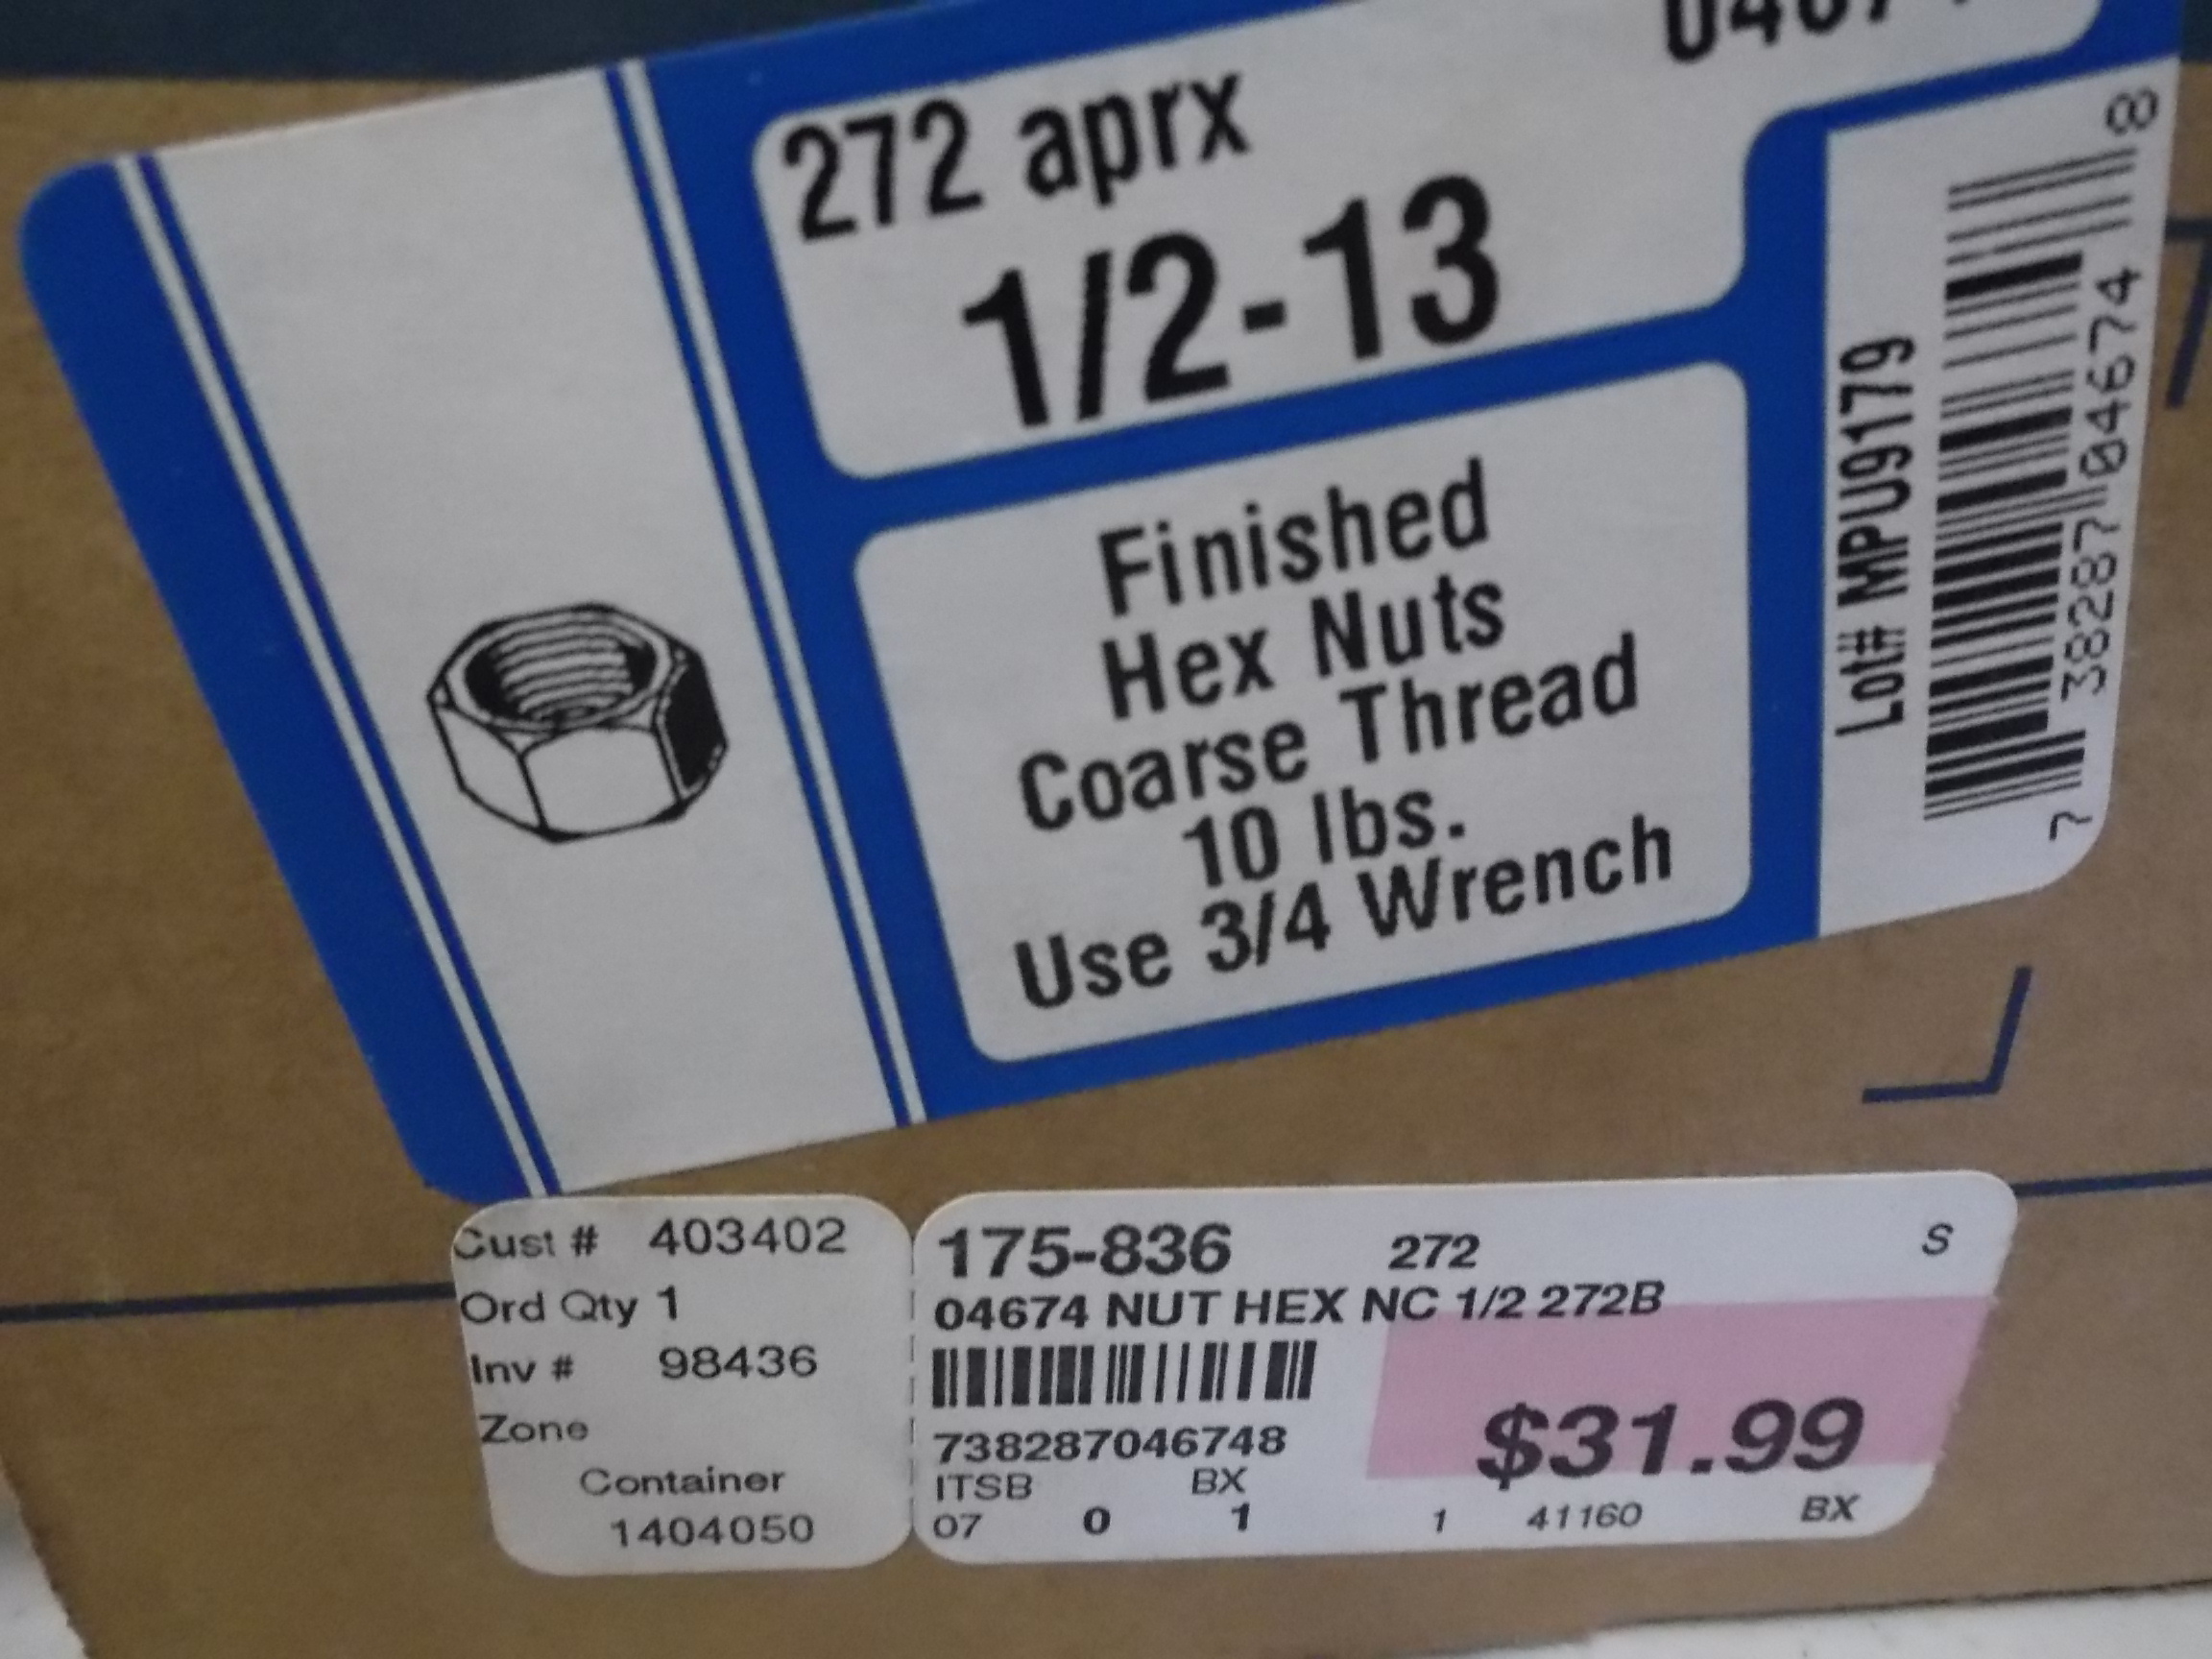 272 aprx
1/2-13
Finished
Hex Nuts
Coarse Thread
10 lbs.
Use 3/4 Wrench
Lot# MPU9179
7 38287 04674 8
Cust # 403402
Ord Qty 1
Inv # 98436
Zone
Container
1404050
175-836 272 S
04674 NUT HEX NC 1/2 272B
738287046748
$31.99
ITSB BX
07 0 1 1 41160 BX